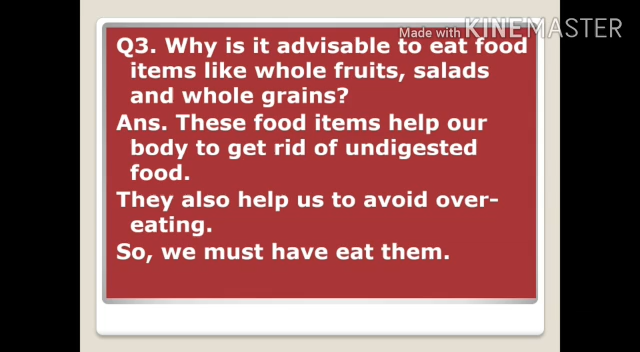 Made with KINEMASTER
Q3. Why is it advisable to eat food
items like whole fruits, salads
and whole grains?
Ans. These food items help our
body to get rid of undigested
food.
They also help us to avoid over-
eating.
So, we must have eat them.